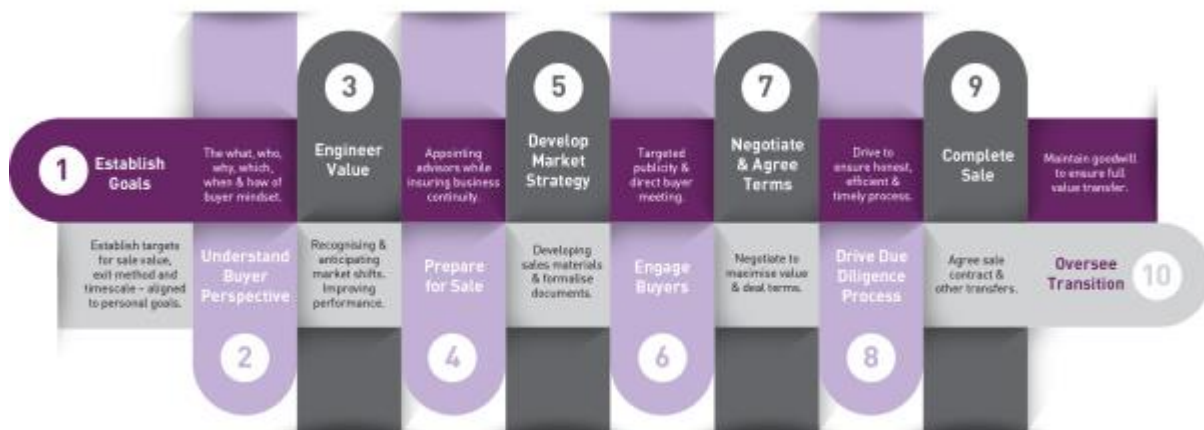 1
Establish
Goals
Establish targets
for sale value,
exit method and
timescale – aligned
to personal goals.
The what, who,
why, which,
when & how of
buyer mindset.
Understand
Buyer
Perspective
2
3
Engineer
Value
Recognising &
anticipating
market shifts.
Improving
performance.
Appointing
advisors while
insuring business
continuity.
Prepare
for Sale
4
5
Develop
Market
Strategy
Developing
sales materials
& formalise
documents.
Targeted
publicity &
direct buyer
meeting.
Engage
Buyers
6
7
Negotiate
& Agree
Terms
Negotiate to
maximise value
& deal terms.
Drive to
ensure honest,
efficient &
timely process.
Drive Due
Diligence
Process
8
9
Complete
Sale
Agree sale
contract &
other transfers.
Maintain goodwill
to ensure full
value transfer.
Oversee
Transition
10